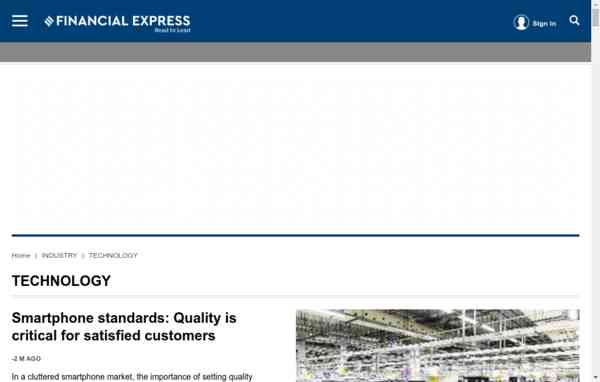 FINANCIAL EXPRESS
Read to Lead
Sign In
Home | INDUSTRY | TECHNOLOGY
TECHNOLOGY
Smartphone standards: Quality is
critical for satisfied customers
-2 M AGO
In a cluttered smartphone market, the importance of setting quality